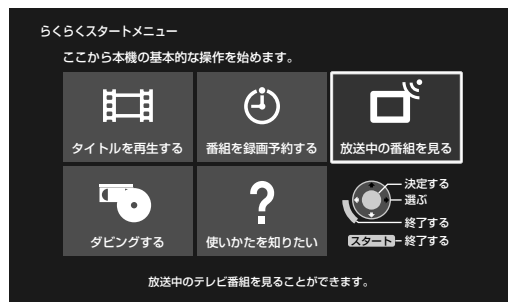 らくらくスタートメニュー
ここから本機の基本的な操作を始めます。
タイトルを再生する
番組を録画予約する
放送中の番組を見る
ダビングする
使いかたを知りたい
決定する
選ぶ
終了する
スタート 終了する
放送中のテレビ番組を見ることができます。